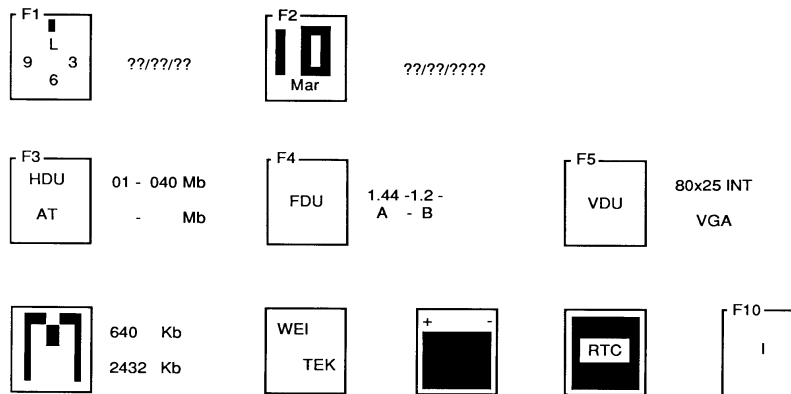 F1
L
9 3
6
??/??/??
F2
10
Mar
??/??/????
F3
HDU
AT
01 - 040 Mb
- Mb
F4
FDU
1.44 -1.2 -
A - B
F5
VDU
80x25 INT
VGA
M
640 Kb
2432 Kb
WEI
TEK
+ -
RTC
F10
I